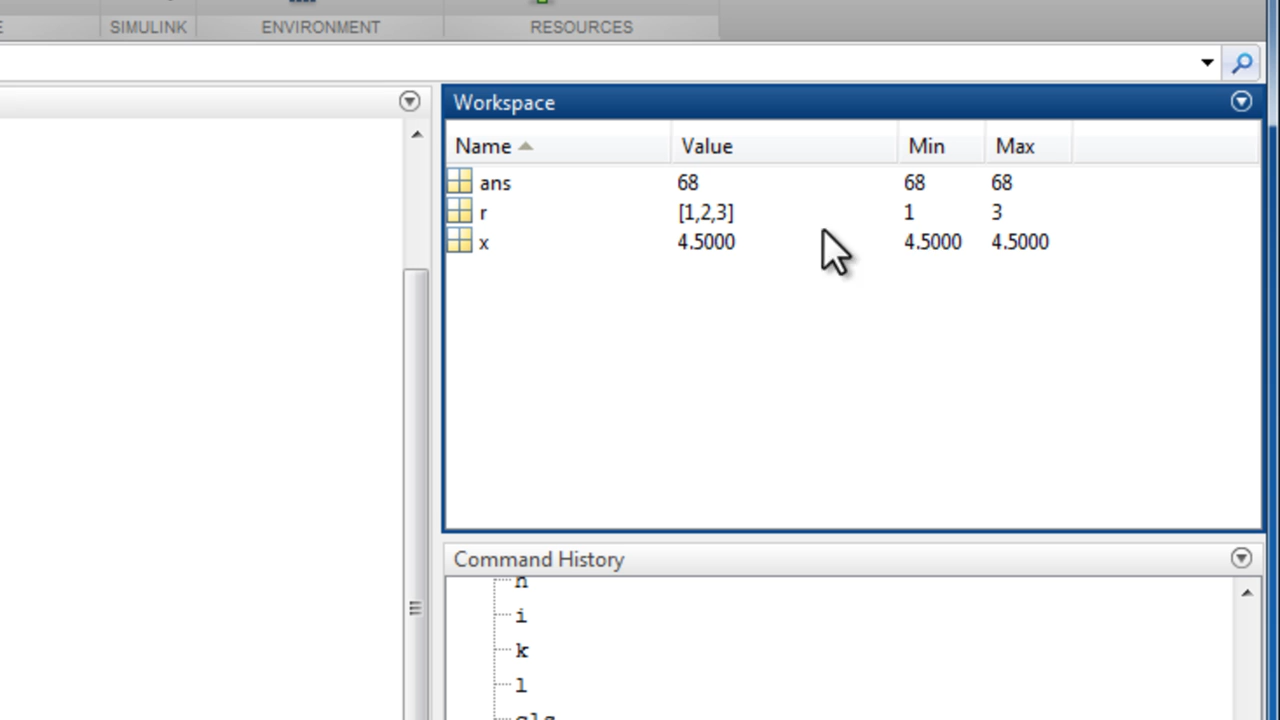 E SIMULINK ENVIRONMENT RESOURCES
Workspace
Name Value Min Max
ans 68 68 68
r [1,2,3] 1 3
x 4.5000 4.5000 4.5000
Command History
i
k
l